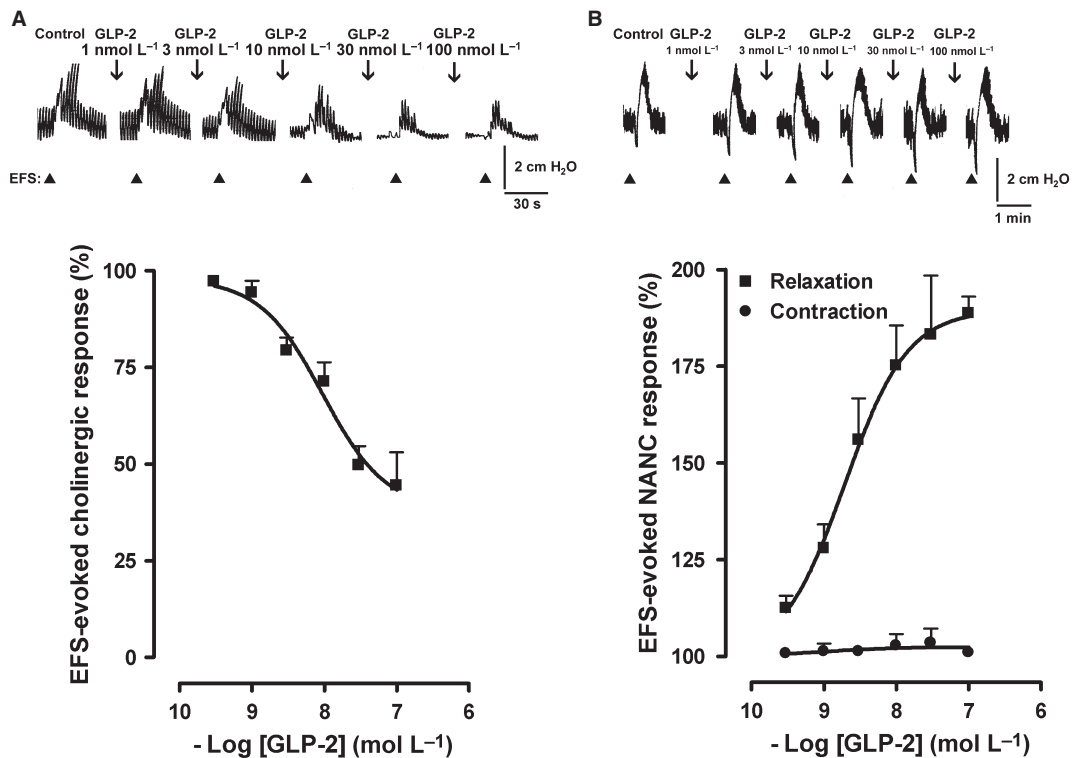 A
Control GLP-2 GLP-2 GLP-2 GLP-2 GLP-2
1 nmol L–1 3 nmol L–1 10 nmol L–1 30 nmol L–1 100 nmol L–1
EFS:
2 cm H2O
30 s
EFS-evoked cholinergic response (%)
100
75
50
25
0
10 9 8 7 6
- Log [GLP-2] (mol L–1)
B
Control GLP-2 GLP-2 GLP-2 GLP-2 GLP-2
1 nmol L–1 3 nmol L–1 10 nmol L–1 30 nmol L–1 100 nmol L–1
2 cm H2O
1 min
EFS-evoked NANC response (%)
200
175
150
125
100
Relaxation
Contraction
10 9 8 7 6
- Log [GLP-2] (mol L–1)